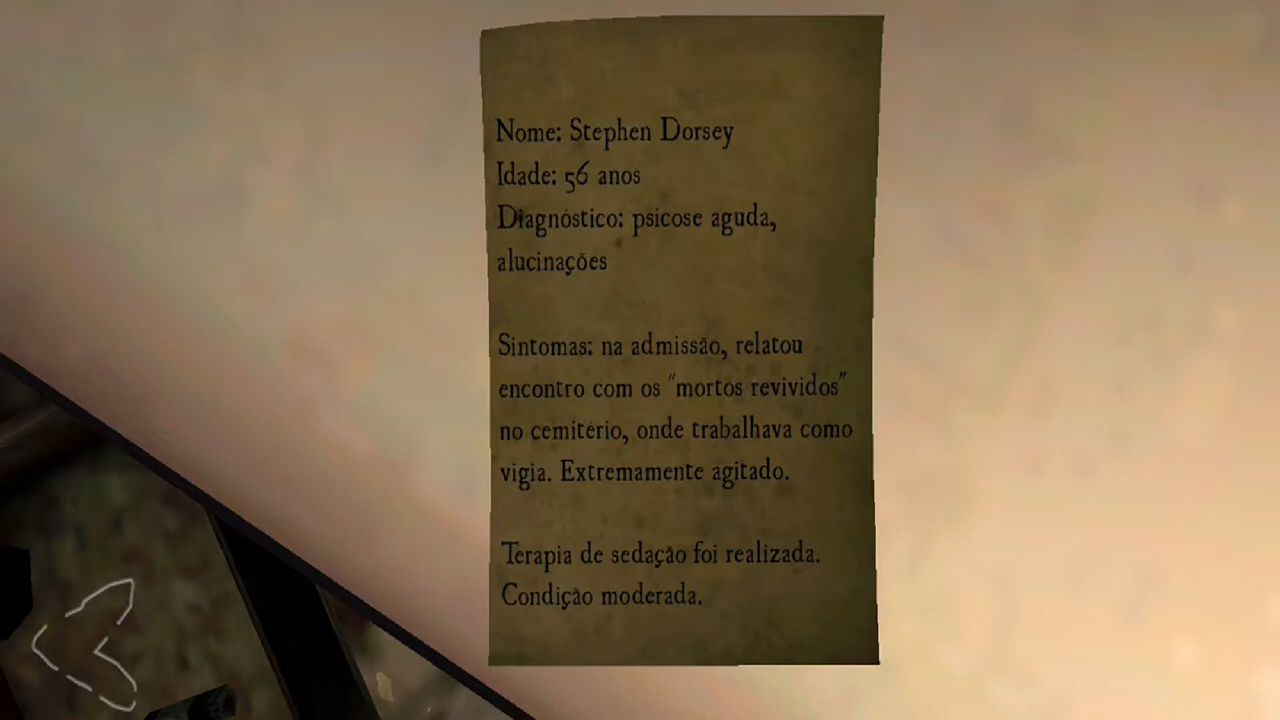 Nome: Stephen Dorsey
Idade: 56 anos
Diagnóstico: psicose aguda,
alucinações
Sintomas: na admissão, relatou
encontro com os "mortos revividos"
no cemitério, onde trabalhava como
vigia. Extremamente agitado.
Terapia de sedação foi realizada.
Condição moderada.